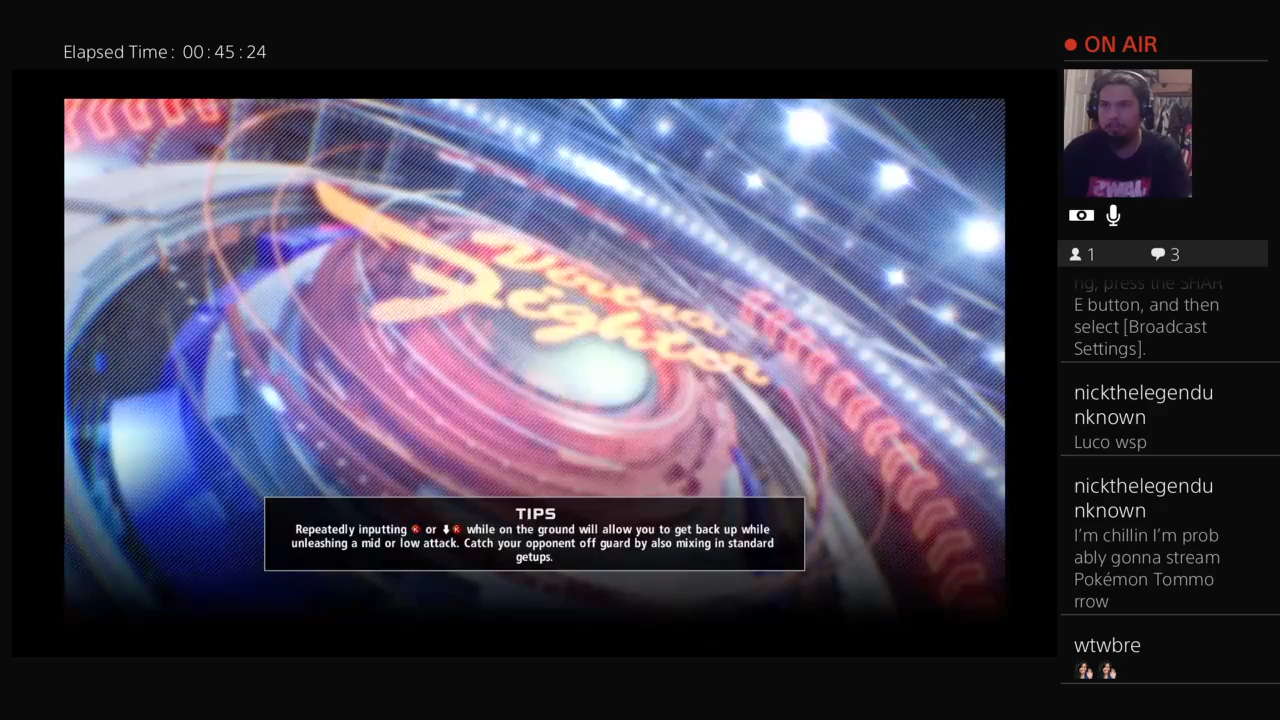 Elapsed Time: 00:45:24
ON AIR
1
3
ng, press the SHAR
E button, and then
select [Broadcast
Settings].
nickthelegendu
nknown
Luco wsp
nickthelegendu
nknown
I'm chillin I'm prob
ably gonna stream
Pokémon Tommo
rrow
wtwbre
Virtua
Fighter
TIPS
Repeatedly inputting K or ⬇K while on the ground will allow you to get back up while
unleashing a mid or low attack. Catch your opponent off guard by also mixing in standard
getups.